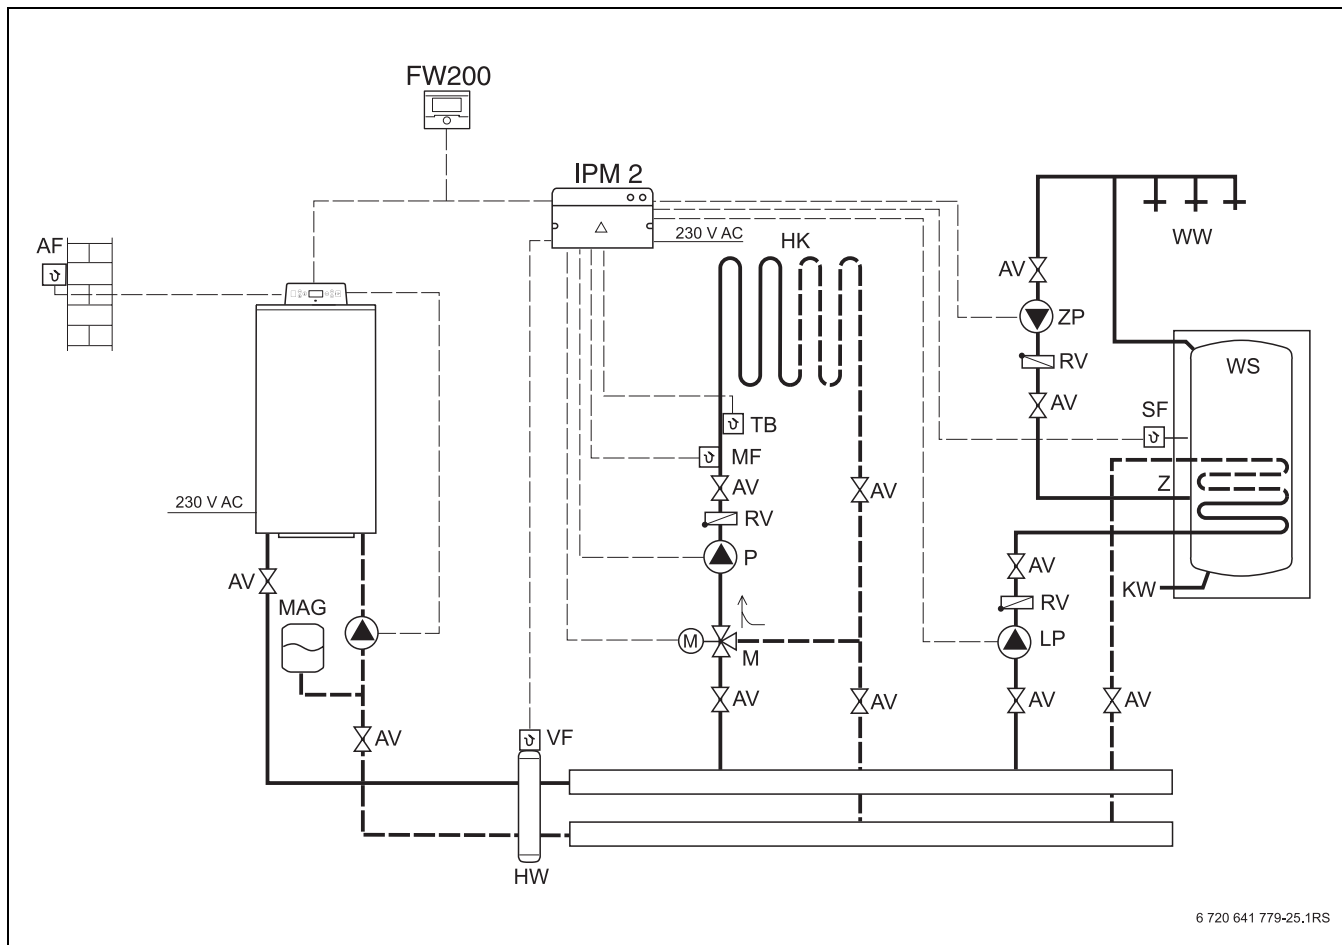 FW200
IPM 2
230 V AC
AF
HK
WW
AV
ZP
RV
WS
AV
SF
TB
MF
Z
AV
AV
230 V AC
RV
P
AV
KW
AV
MAG
RV
M
LP
M
AV
AV
AV
AV
AV
VF
HW
6 720 641 779-25.1RS